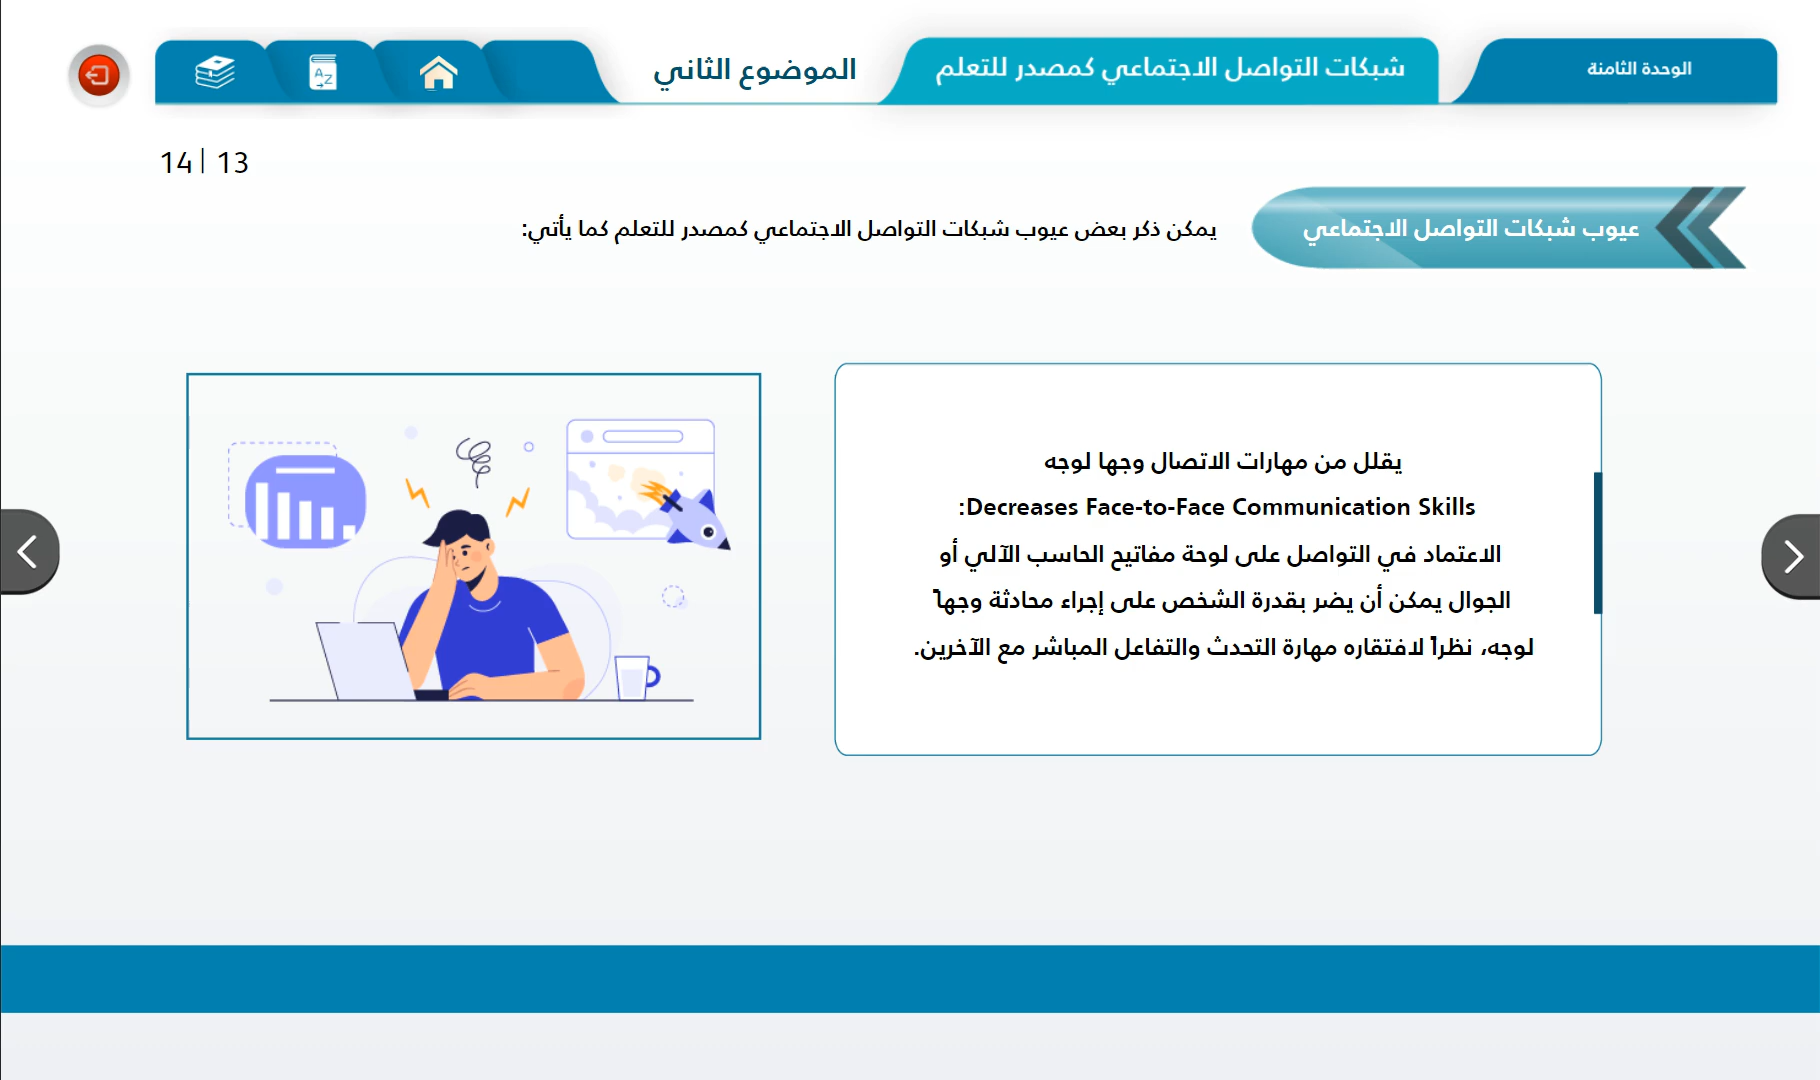 الوحدة الثامنة
شبكات التواصل الاجتماعي كمصدر للتعلم
الموضوع الثاني
A
Z
13 | 14
عيوب شبكات التواصل الاجتماعي
يمكن ذكر بعض عيوب شبكات التواصل الاجتماعي كمصدر للتعلم كما يأتي:
يقلل من مهارات الاتصال وجها لوجه
Decreases Face-to-Face Communication Skills:
الاعتماد في التواصل على لوحة مفاتيح الحاسب الآلي أو
الجوال يمكن أن يضر بقدرة الشخص على إجراء محادثة وجهاً
لوجه، نظراً لافتقاره مهارة التحدث والتفاعل المباشر مع الآخرين.